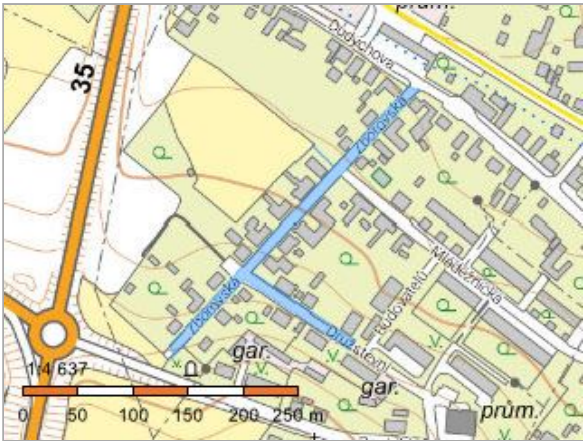 prům.
Dudychova
35
Zborovská
Mládežnická
Zborovská
Budovatelů
Družstevní
gar.
gar.
prům.
1:4 637
0 50 100 150 200 250 m